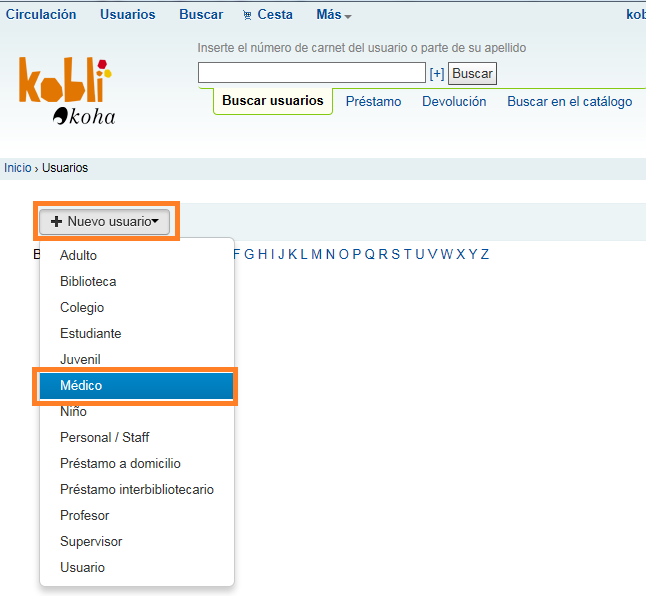 Circulación Usuarios Buscar Cesta Más kob
Inserte el número de carnet del usuario o parte de su apellido
[+] Buscar
kobli
koha
Buscar usuarios Préstamo Devolución Buscar en el catálogo
Inicio › Usuarios
+ Nuevo usuario
F G H I J K L M N O P Q R S T U V W X Y Z
Adulto
Biblioteca
Colegio
Estudiante
Juvenil
Médico
Niño
Personal / Staff
Préstamo a domicilio
Préstamo interbibliotecario
Profesor
Supervisor
Usuario